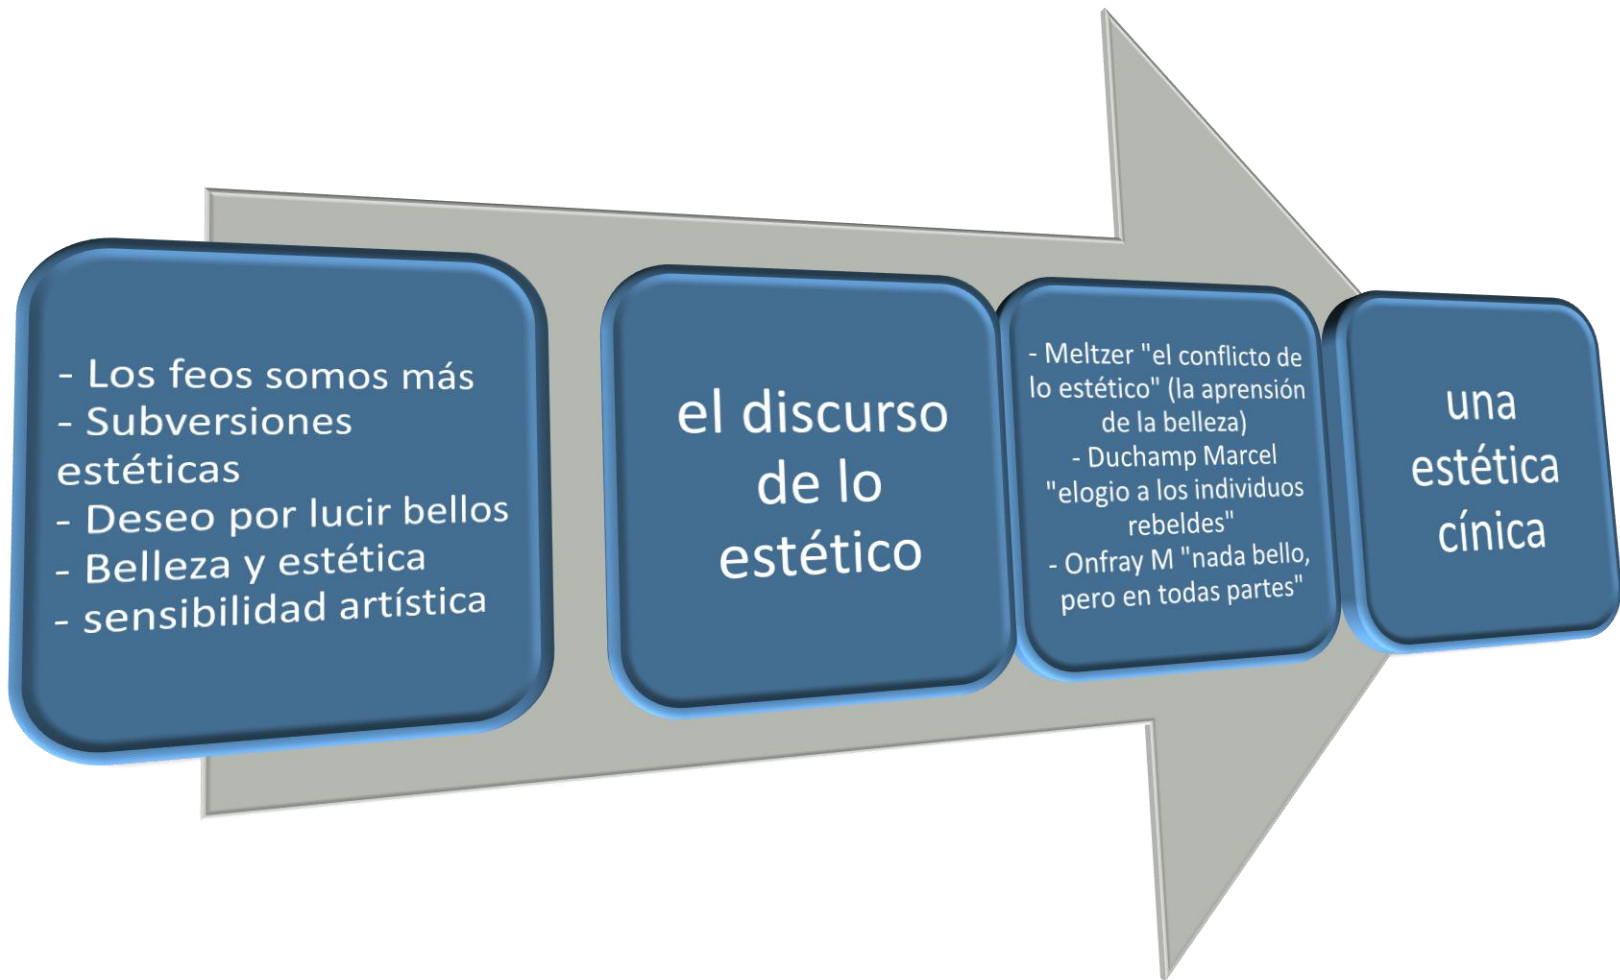 - Los feos somos más
- Subversiones
estéticas
- Deseo por lucir bellos
- Belleza y estética
- sensibilidad artística
el discurso
de lo
estético
- Meltzer "el conflicto de
lo estético" (la aprensión
de la belleza)
- Duchamp Marcel
"elogio a los individuos
rebeldes"
- Onfray M "nada bello,
pero en todas partes"
una
estética
cínica